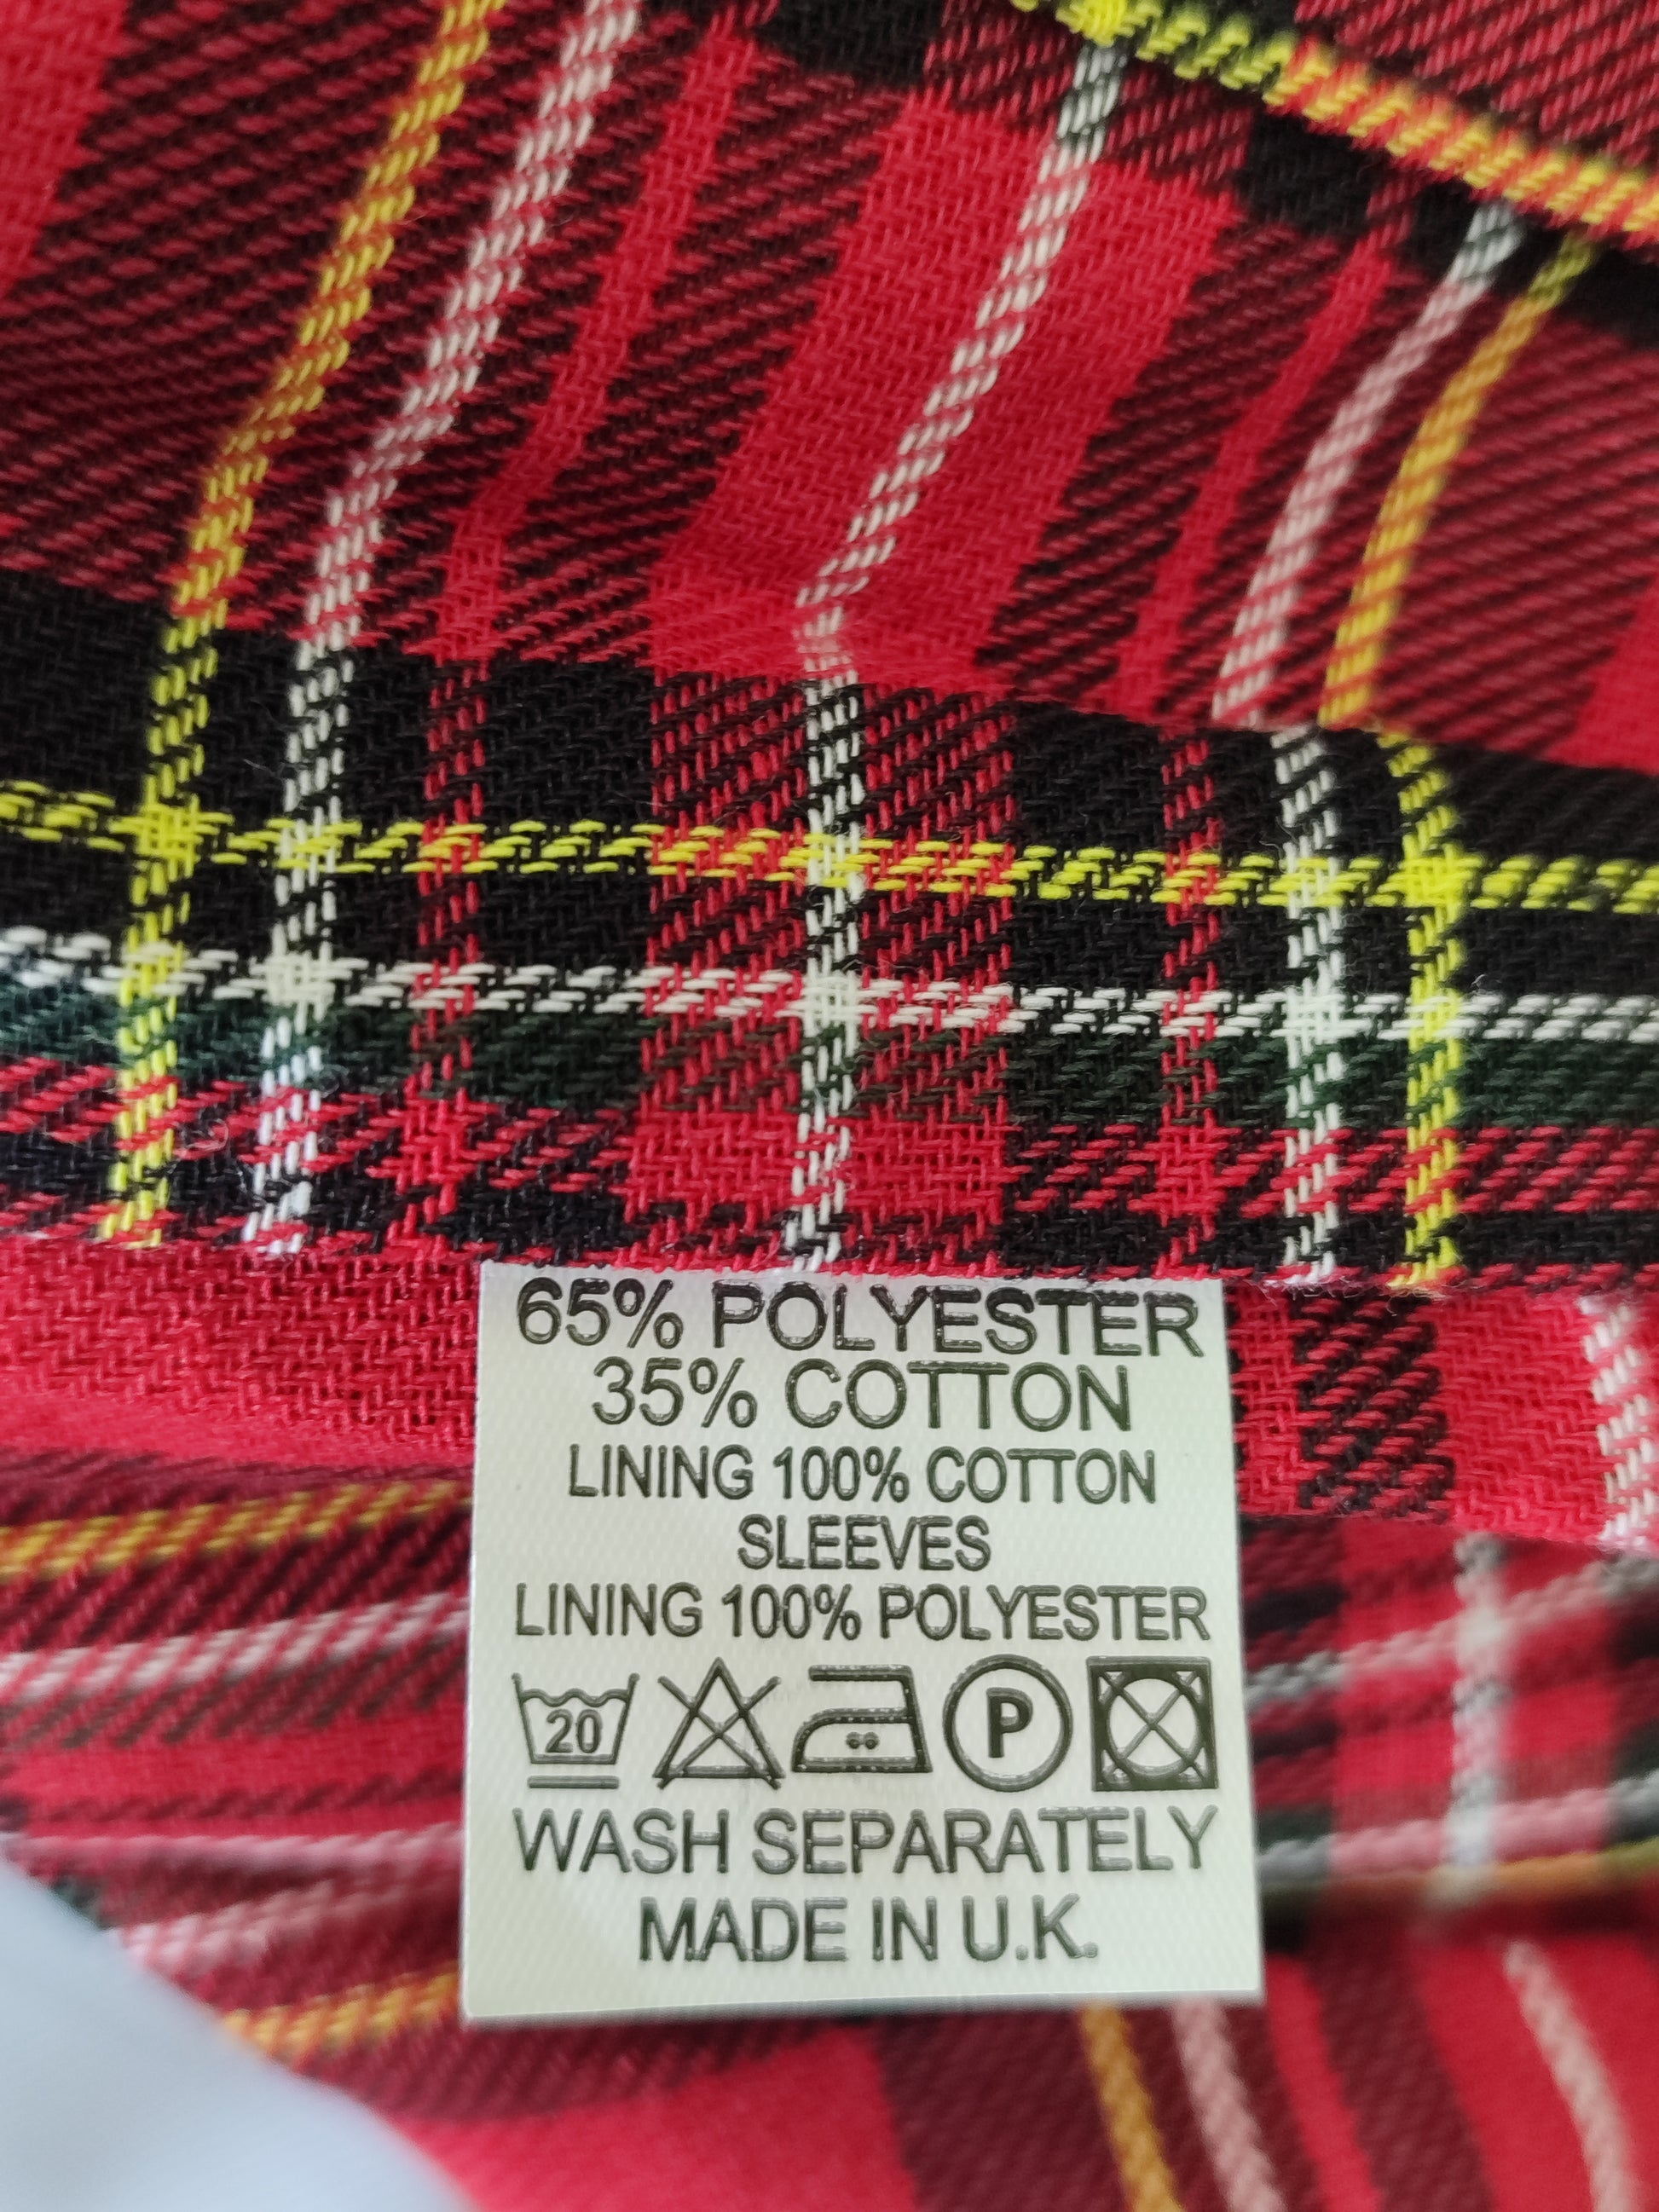 65% POLYESTER
35% COTTON
LINING 100% COTTON
SLEEVES
LINING 100% POLYESTER
20 P
WASH SEPARATELY
MADE IN U.K.